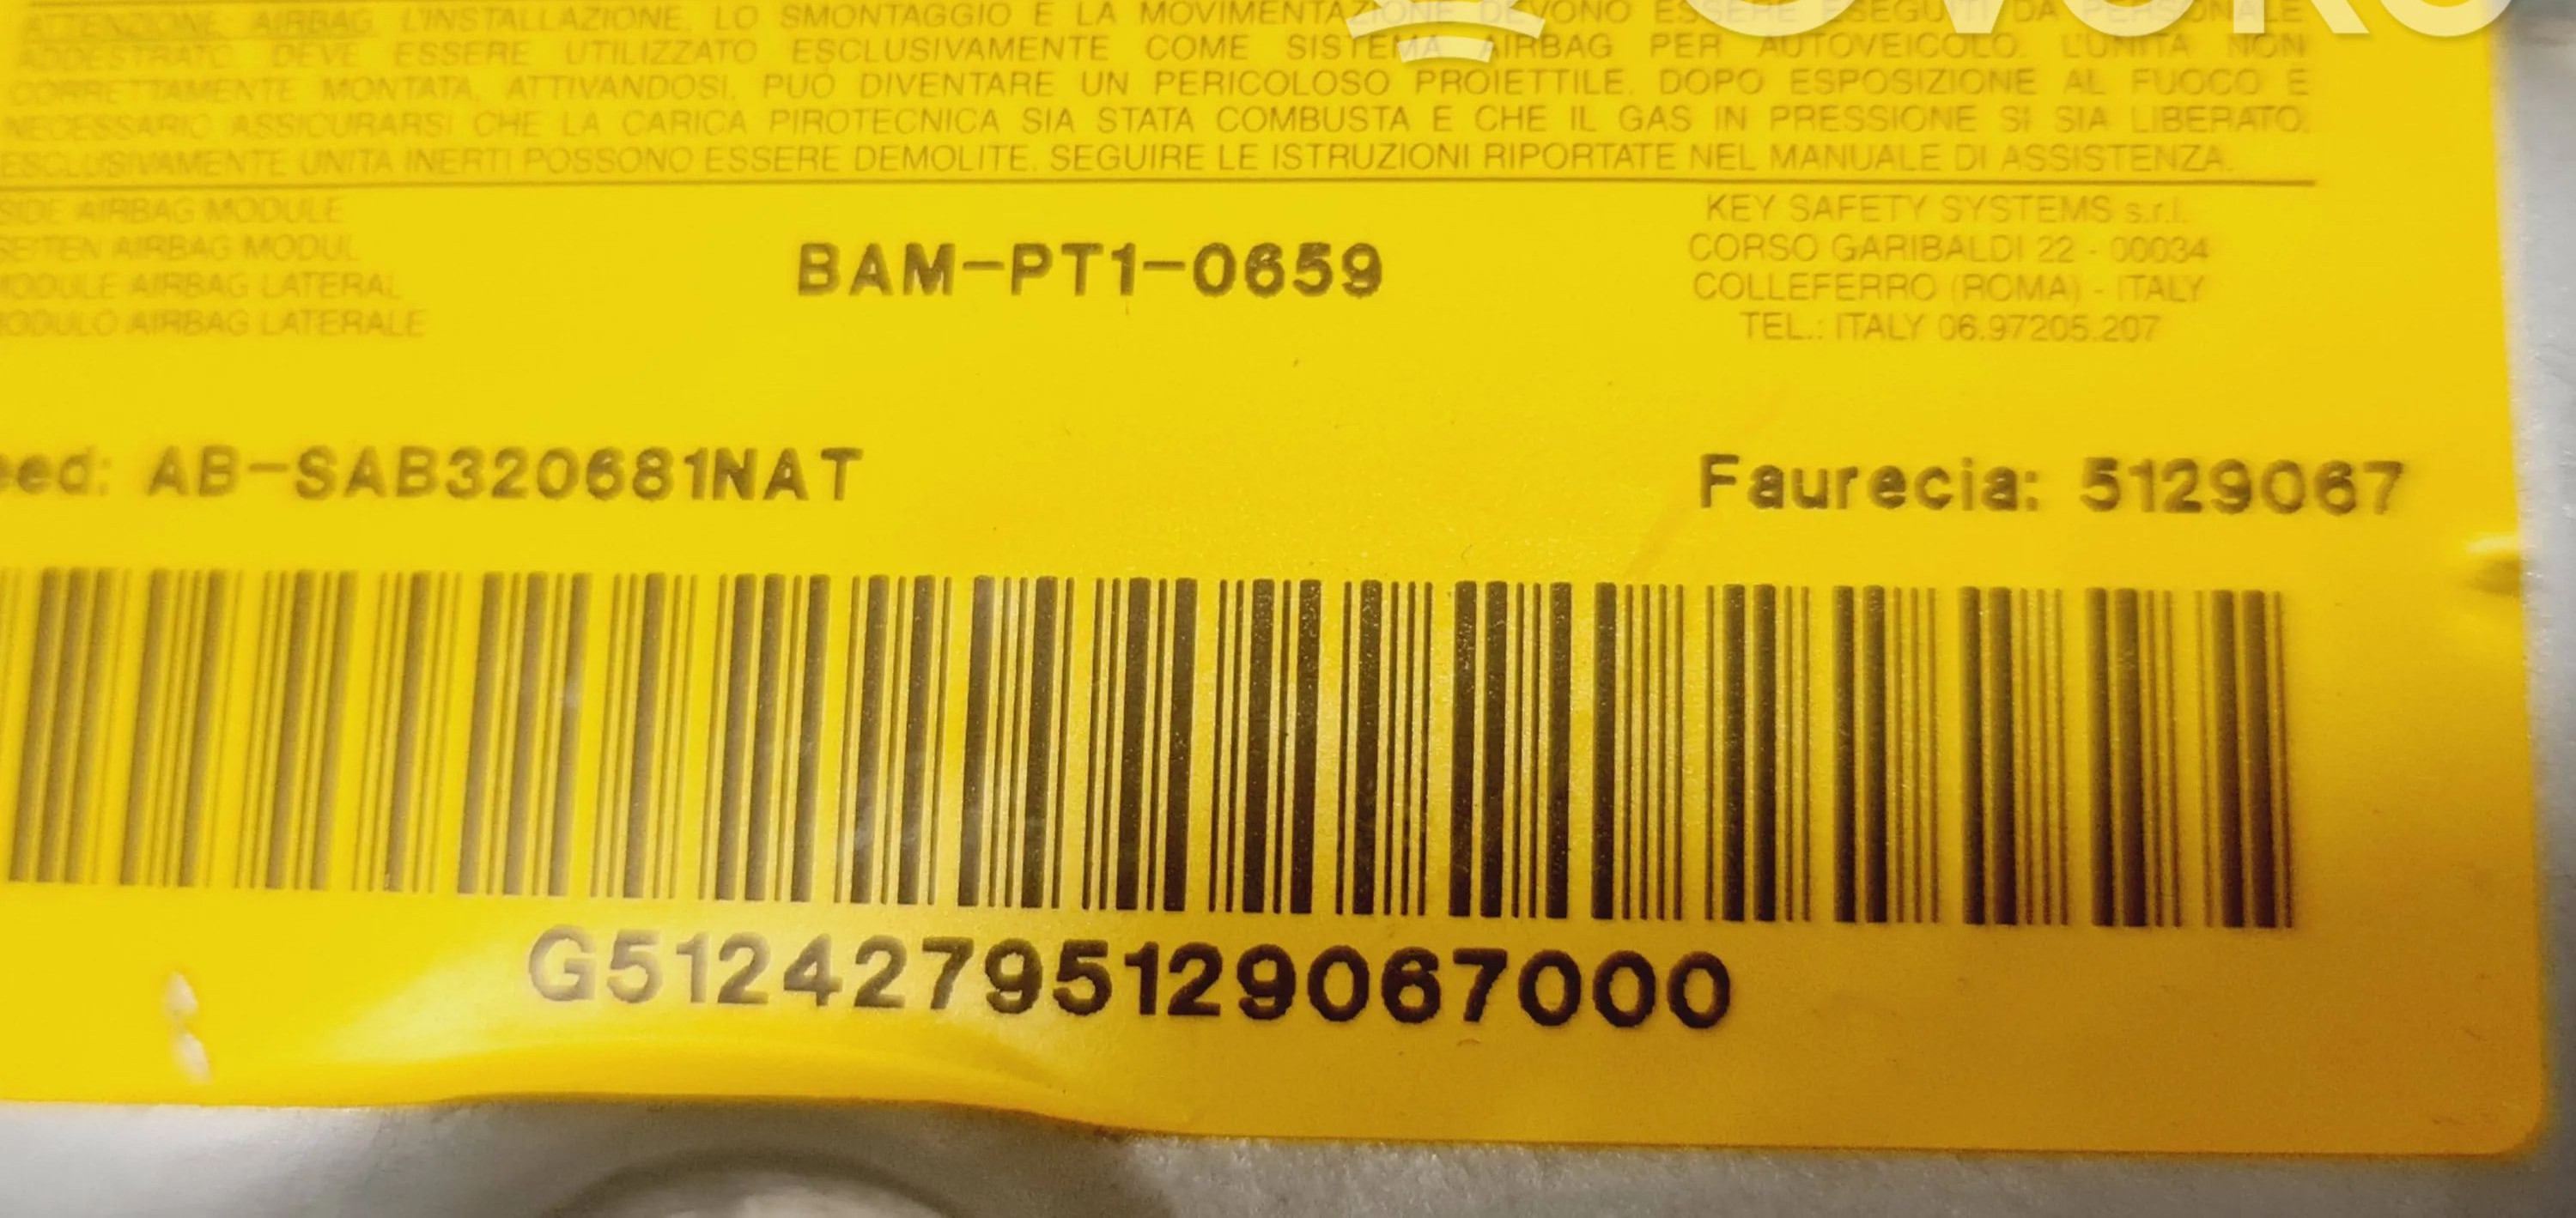 ATTENZIONE AIRBAG L'INSTALLAZIONE, LO SMONTAGGIO E LA MOVIMENTAZIONE DEVONO ESSERE ESEGUITI DA PERSONALE
ADDESTRATO. DEVE ESSERE UTILIZZATO ESCLUSIVAMENTE COME SISTEMA AIRBAG PER AUTOVEICOLO. L'UNITA NON
CORRETTAMENTE MONTATA, ATTIVANDOSI, PUÒ DIVENTARE UN PERICOLOSO PROIETTILE. DOPO ESPOSIZIONE AL FUOCO E
NECESSARIO ASSICURARSI CHE LA CARICA PIROTECNICA SIA STATA COMBUSTA E CHE IL GAS IN PRESSIONE SI SIA LIBERATO.
ESCLUSIVAMENTE UNITA INERTI POSSONO ESSERE DEMOLITE. SEGUIRE LE ISTRUZIONI RIPORTATE NEL MANUALE DI ASSISTENZA.
SIDE AIRBAG MODULE
SEITEN AIRBAG MODUL
MODULE AIRBAG LATERAL
MODULO AIRBAG LATERALE
BAM-PT1-0659
KEY SAFETY SYSTEMS s.r.l.
CORSO GARIBALDI 22 - 00034
COLLEFERRO (ROMA) - ITALY
TEL.: ITALY 06.97205.207
eed: AB-SAB320681NAT
Faurecia: 5129067
G51242795129067000